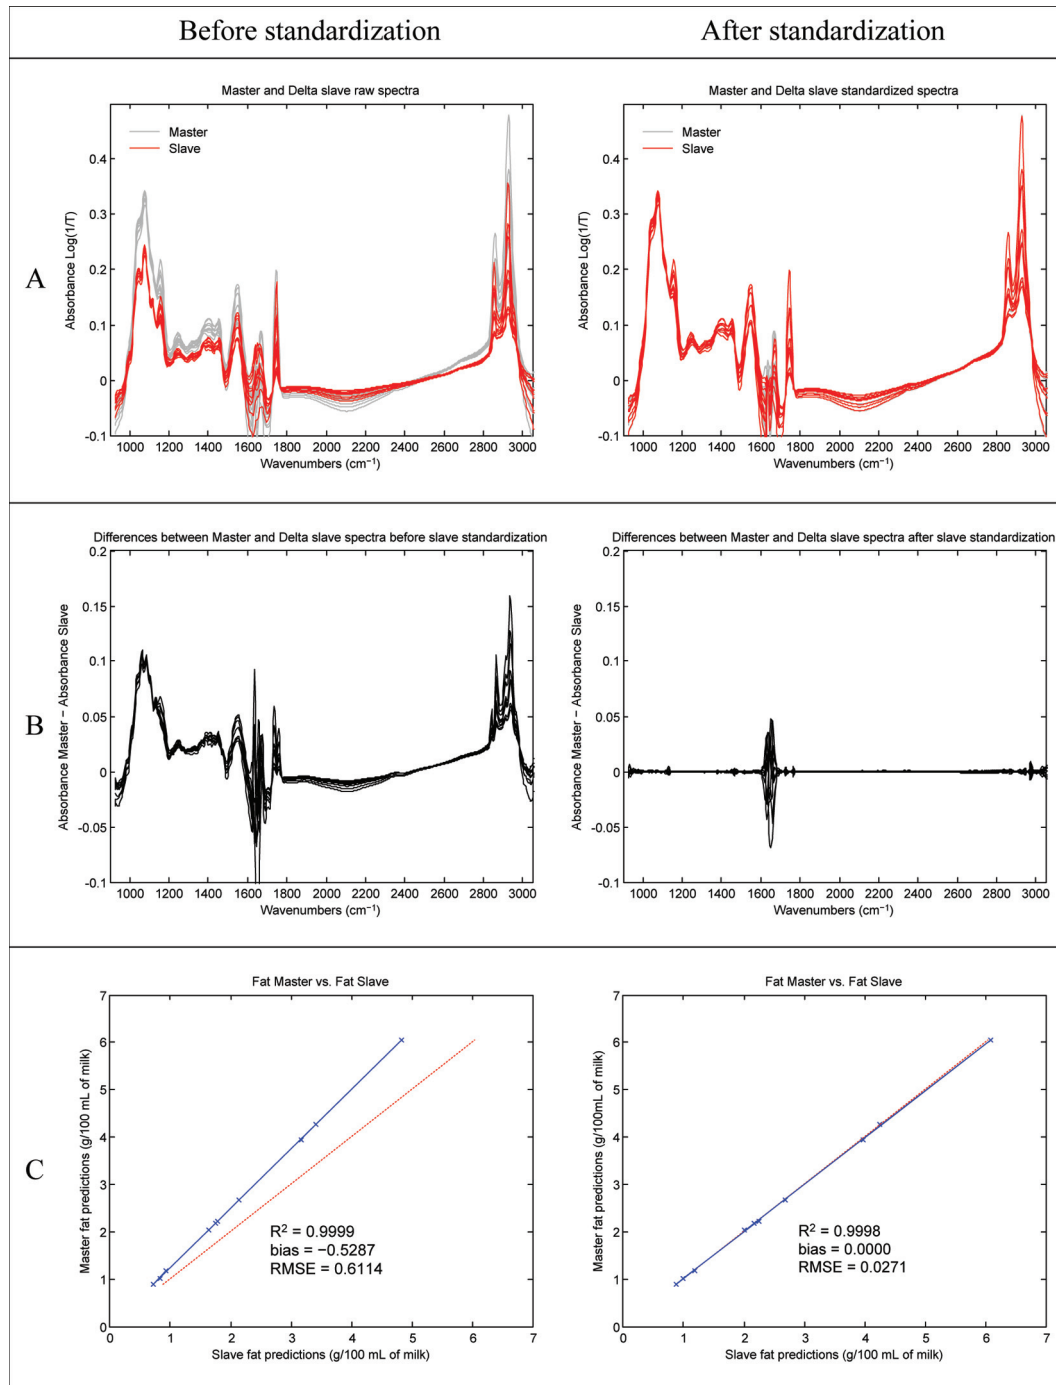 Before standardization
After standardization
A
Master and Delta slave raw spectra
Master
Slave
Absorbance Log(1/T)
0.4
0.3
0.2
0.1
0
-0.1
1000 1200 1400 1600 1800 2000 2200 2400 2600 2800 3000
Wavenumbers (cm⁻¹)
Master and Delta slave standardized spectra
Master
Slave
Absorbance Log(1/T)
0.4
0.3
0.2
0.1
0
-0.1
1000 1200 1400 1600 1800 2000 2200 2400 2600 2800 3000
Wavenumbers (cm⁻¹)
B
Differences between Master and Delta slave spectra before slave standardization
Absorbance Master − Absorbance Slave
0.2
0.15
0.1
0.05
0
-0.05
-0.1
1000 1200 1400 1600 1800 2000 2200 2400 2600 2800 3000
Wavenumbers (cm⁻¹)
Differences between Master and Delta slave spectra after slave standardization
Absorbance Master − Absorbance Slave
0.2
0.15
0.1
0.05
0
-0.05
-0.1
1000 1200 1400 1600 1800 2000 2200 2400 2600 2800 3000
Wavenumbers (cm⁻¹)
C
Fat Master vs. Fat Slave
Master fat predictions (g/100 mL of milk)
7
6
5
4
3
2
1
0
R² = 0.9999
bias = −0.5287
RMSE = 0.6114
0 1 2 3 4 5 6 7
Slave fat predictions (g/100 mL of milk)
Fat Master vs. Fat Slave
Master fat predictions (g/100mL of milk)
7
6
5
4
3
2
1
0
R² = 0.9998
bias = 0.0000
RMSE = 0.0271
0 1 2 3 4 5 6 7
Slave fat predictions (g/100 mL of milk)